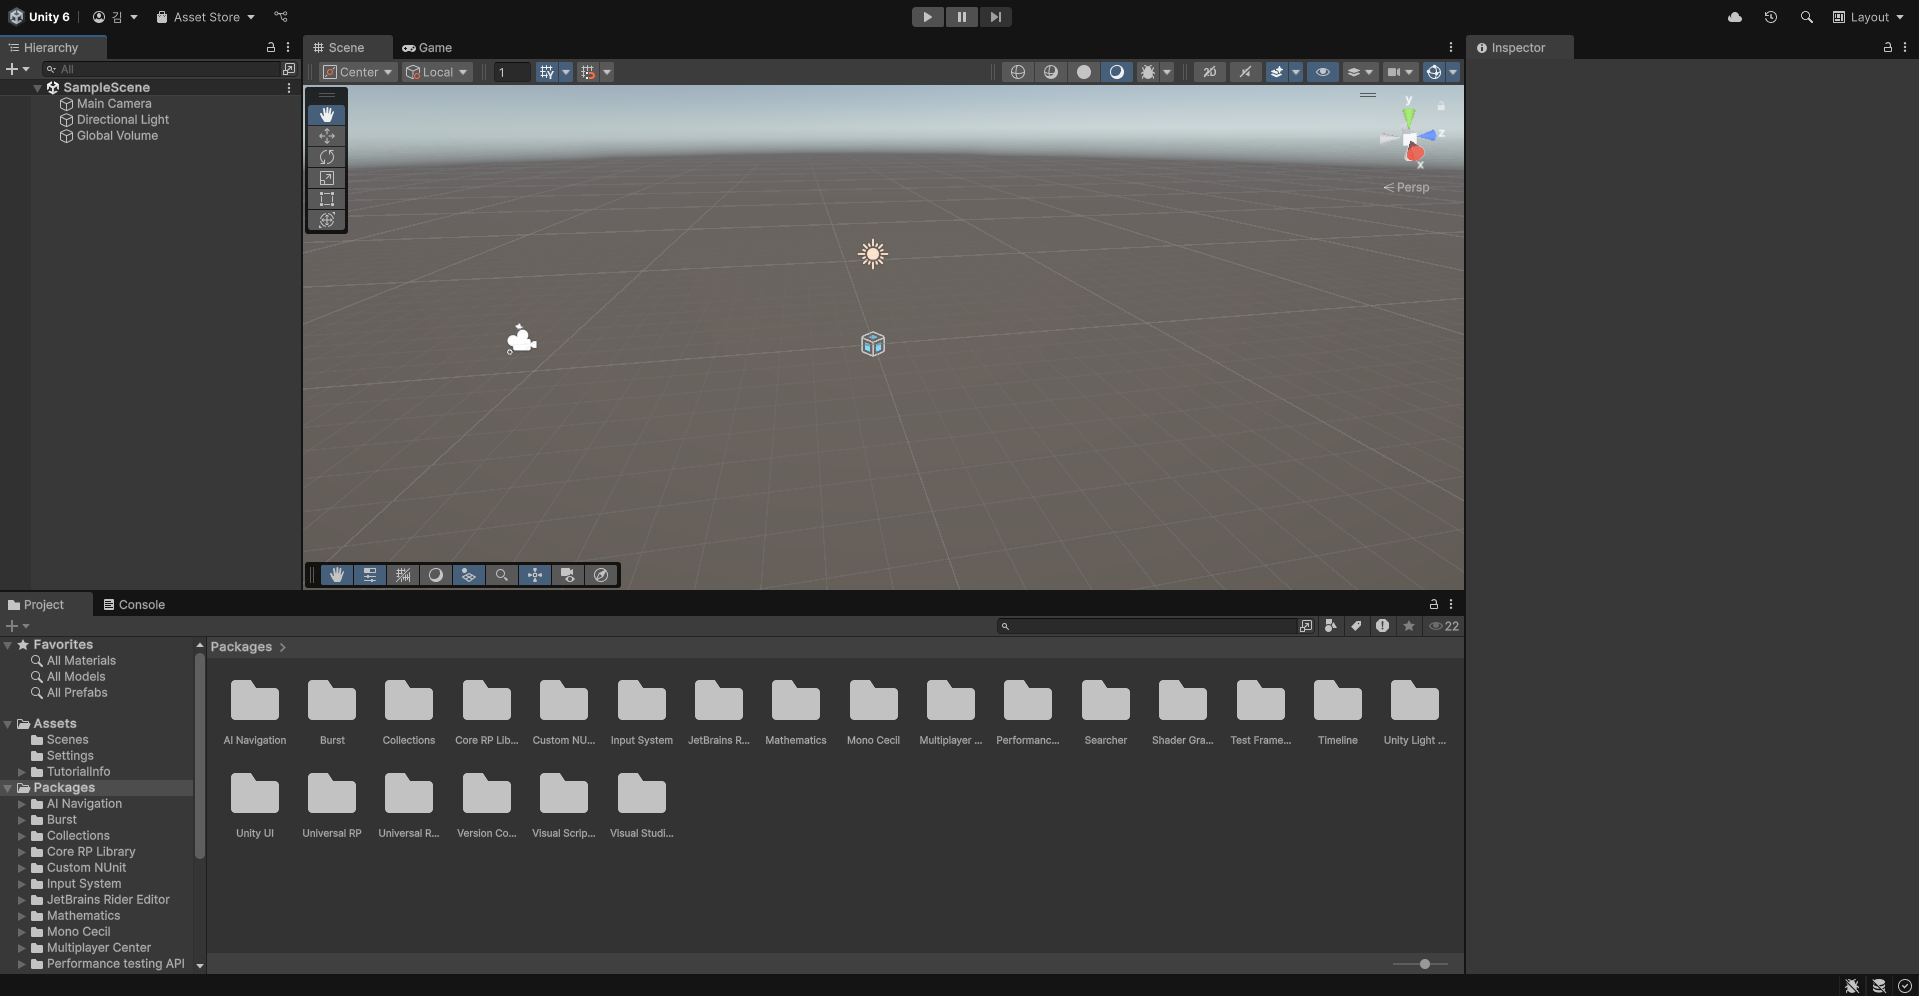 Unity 6 김 Asset Store Layout
Hierarchy
All
SampleScene
Main Camera
Directional Light
Global Volume
Scene Game
Center Local 1 2D
y
z
x
Persp
Inspector
Project Console
22
Favorites
All Materials
All Models
All Prefabs
Assets
Scenes
Settings
TutorialInfo
Packages
AI Navigation
Burst
Collections
Core RP Library
Custom NUnit
Input System
JetBrains Rider Editor
Mathematics
Mono Cecil
Multiplayer Center
Performance testing API
Packages
AI Navigation Burst Collections Core RP Lib... Custom NU... Input System JetBrains R... Mathematics Mono Cecil Multiplayer ... Performanc... Searcher Shader Gra... Test Frame... Timeline Unity Light ...
Unity UI Universal RP Universal R... Version Co... Visual Scrip... Visual Studi...